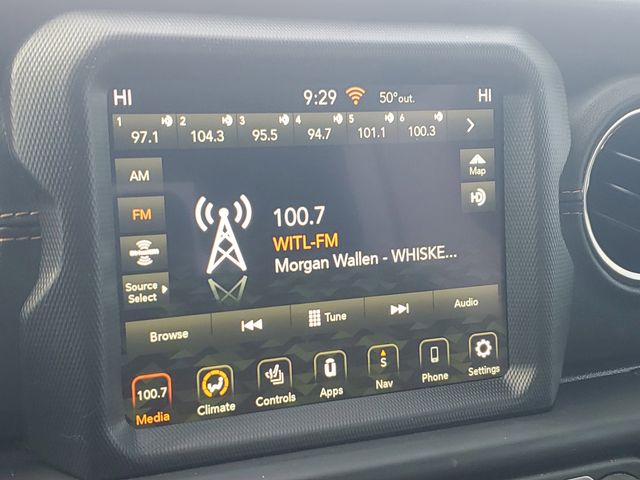 HI 9:29 50°out. HI
1 97.1 2 104.3 3 95.5 4 94.7 5 101.1 6 100.3
AM
Map
FM
100.7
WITL-FM
Morgan Wallen - WHISKE...
Source
Select
Browse Tune Audio
S
100.7
Media Climate Controls Apps Nav Phone Settings